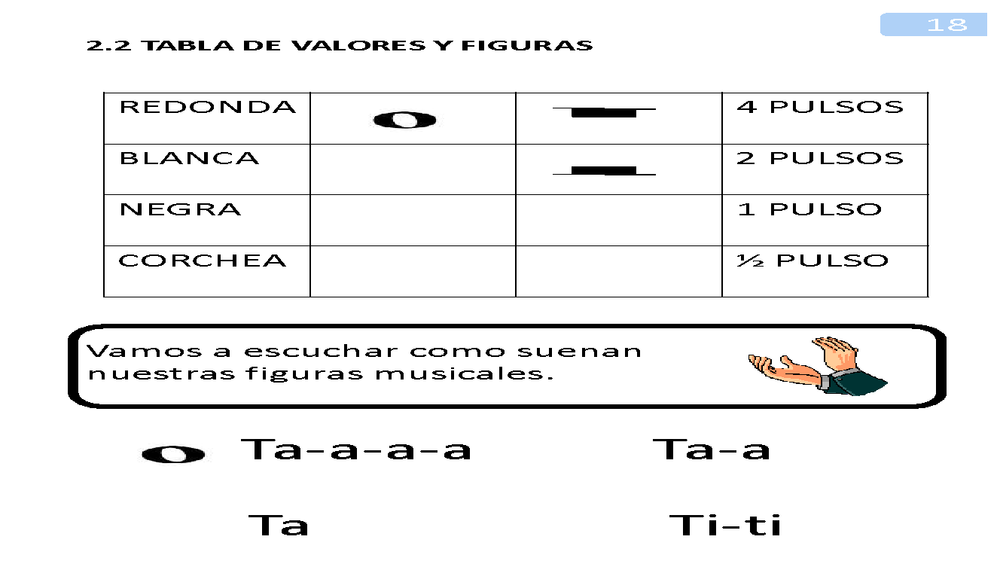 18
2.2 TABLA DE VALORES Y FIGURAS
REDONDA 4 PULSOS
BLANCA 2 PULSOS
NEGRA 1 PULSO
CORCHEA ½ PULSO
Vamos a escuchar como suenan
nuestras figuras musicales.
Ta-a-a-a Ta-a
Ta Ti-ti